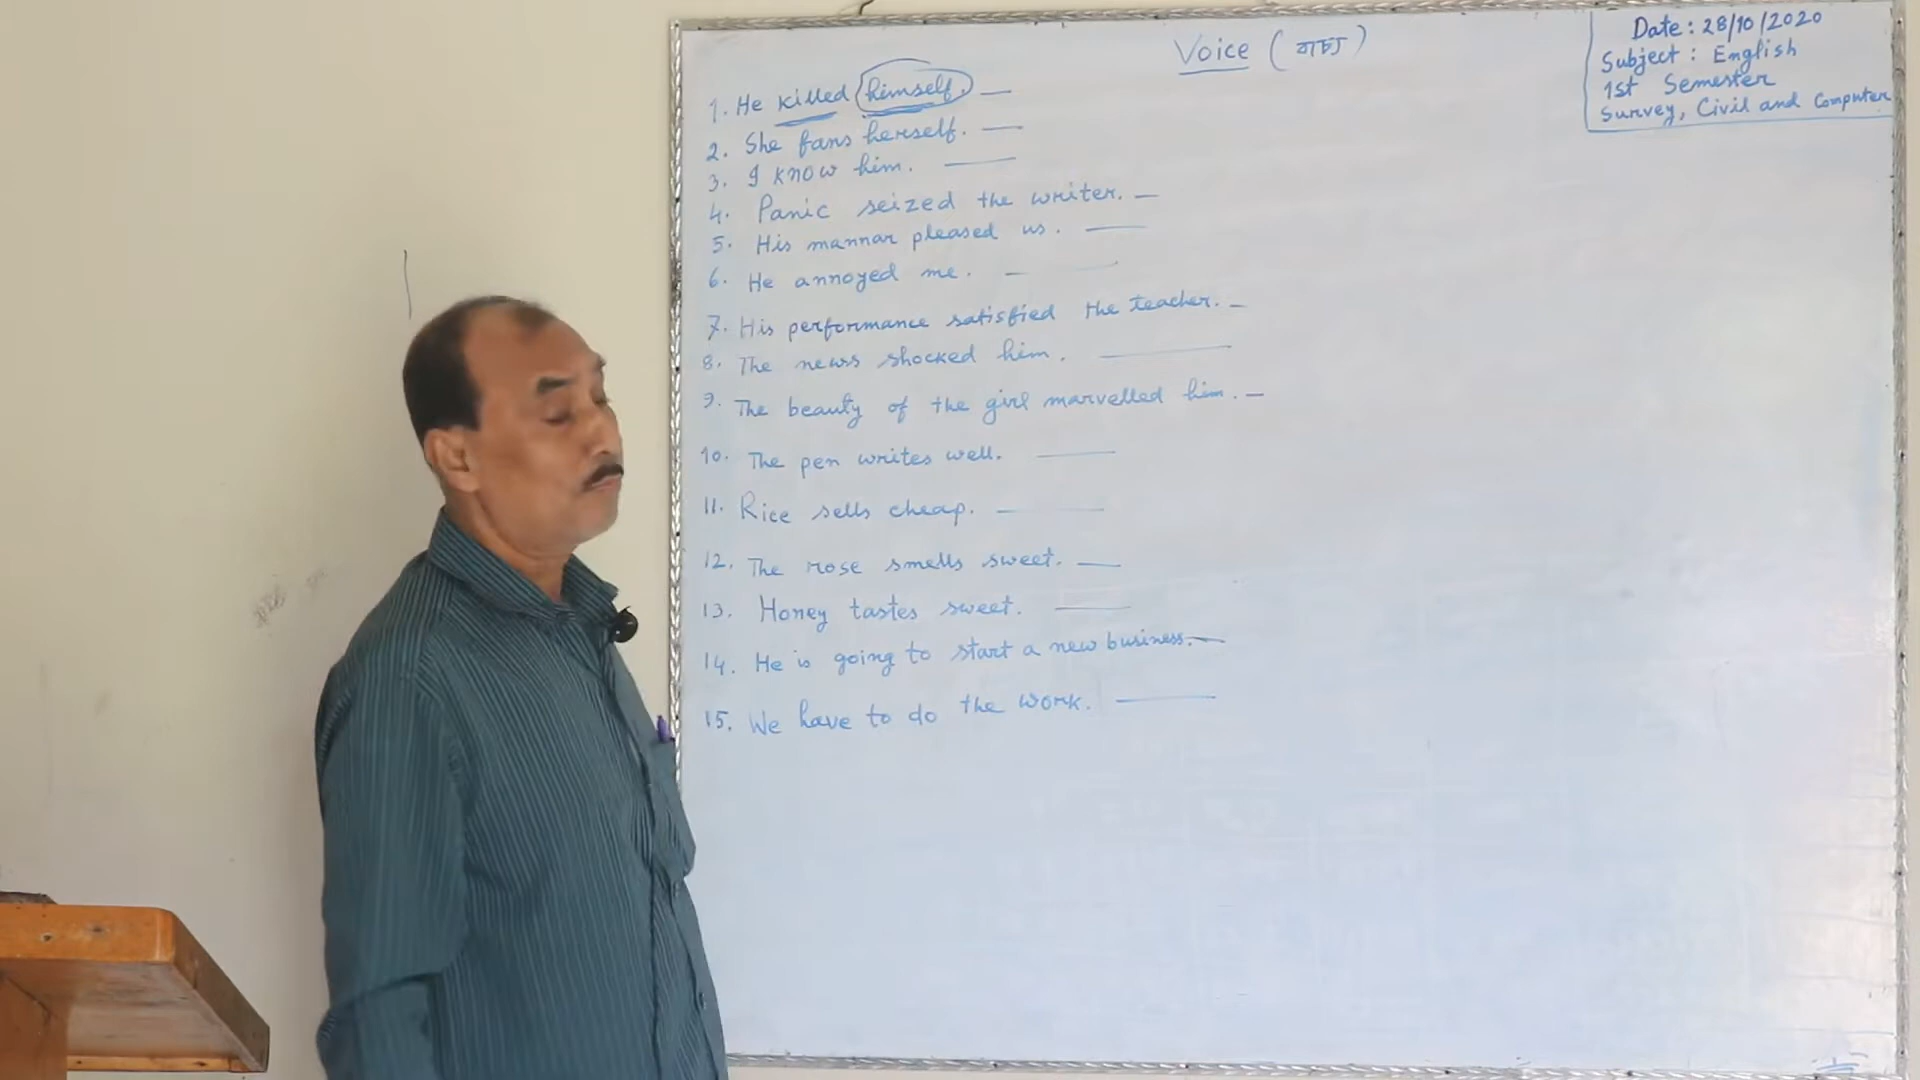 Voice (বাচ্য)
Date: 28/10/2020
Subject: English
1st Semester
Survey, Civil and Computer
1. He killed himself. —
2. She fans herself. —
3. I know him. —
4. Panic seized the writer. —
5. His mannar pleased us. —
6. He annoyed me. —
7. His performance satisfied the teacher. —
8. The news shocked him. —
9. The beauty of the girl marvelled him. —
10. The pen writes well. —
11. Rice sells cheap. —
12. The rose smells sweet. —
13. Honey tastes sweet. —
14. He is going to start a new business. —
15. We have to do the work. —